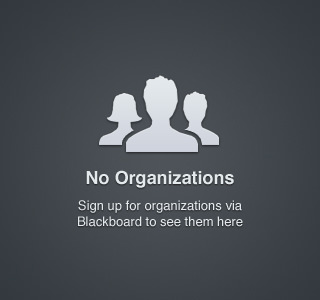 No Organizations
Sign up for organizations via
Blackboard to see them here